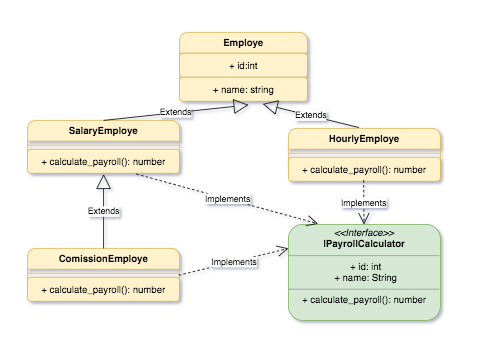 Employe
+ id:int
+ name: string
Extends
Extends
SalaryEmploye
+ calculate_payroll(): number
HourlyEmploye
+ calculate_payroll(): number
Implements
Implements
Extends
<<Interface>>
IPayrollCalculator
+ id: int
+ name: String
+ calculate_payroll(): number
ComissionEmploye
+ calculate_payroll(): number
Implements